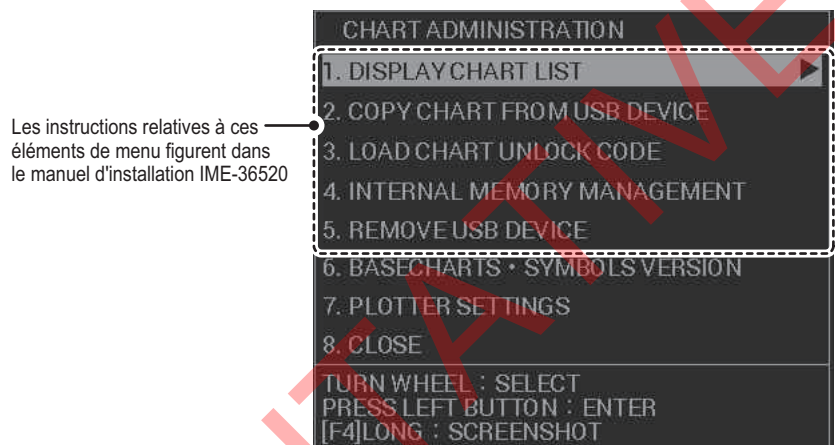 CHART ADMINISTRATION
1. DISPLAY CHART LIST
2. COPY CHART FROM USB DEVICE
3. LOAD CHART UNLOCK CODE
4. INTERNAL MEMORY MANAGEMENT
5. REMOVE USB DEVICE
6. BASECHARTS • SYMBOLS VERSION
7. PLOTTER SETTINGS
8. CLOSE
TURN WHEEL : SELECT
PRESS LEFT BUTTON : ENTER
[F4]LONG : SCREENSHOT
Les instructions relatives à ces
éléments de menu figurent dans
le manuel d'installation IME-36520
TATIVE